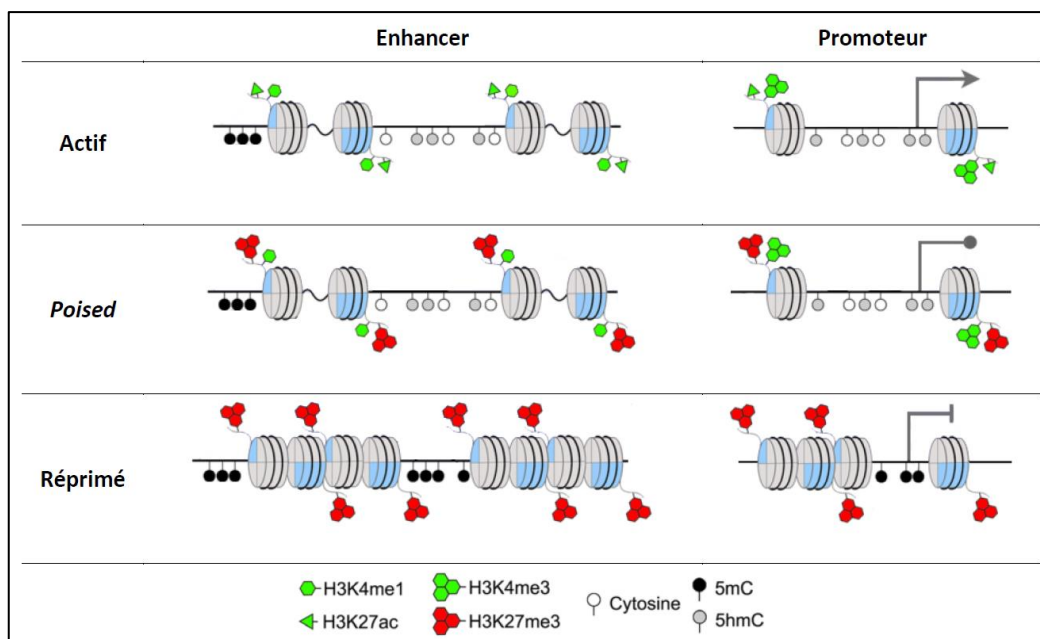 Enhancer Promoteur
Actif
Poised
Réprimé
H3K4me1 H3K4me3 Cytosine 5mC
H3K27ac H3K27me3 5hmC